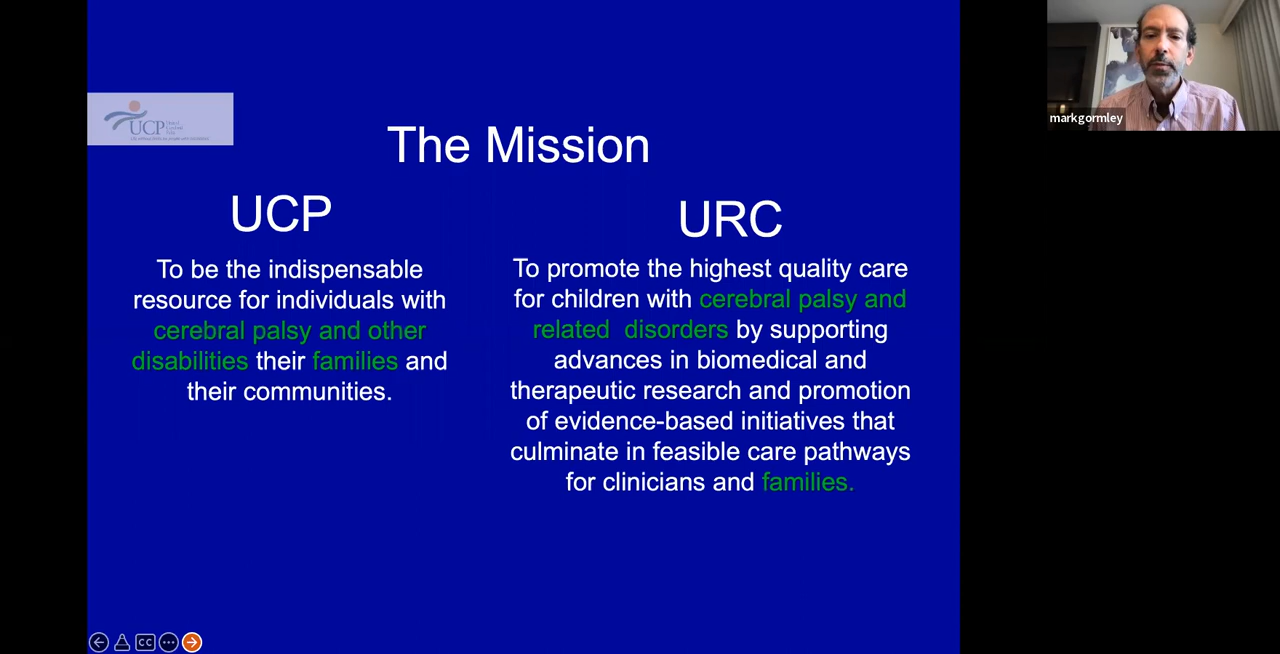 UCP
The Mission
UCP
To be the indispensable
resource for individuals with
cerebral palsy and other
disabilities their families and
their communities.
URC
To promote the highest quality care
for children with cerebral palsy and
related  disorders by supporting
advances in biomedical and
therapeutic research and promotion
of evidence-based initiatives that
culminate in feasible care pathways
for clinicians and families.
markgormley
CC